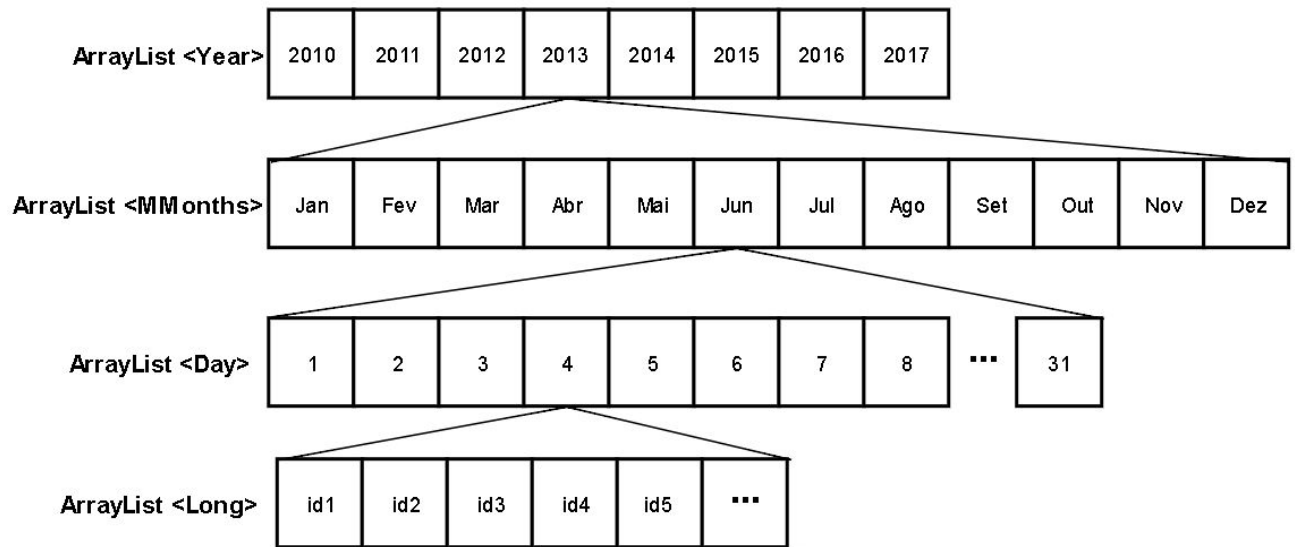 ArrayList <Year> 2010 2011 2012 2013 2014 2015 2016 2017
ArrayList <MMonths> Jan Fev Mar Abr Mai Jun Jul Ago Set Out Nov Dez
ArrayList <Day> 1 2 3 4 5 6 7 8 ... 31
ArrayList <Long> id1 id2 id3 id4 id5 ...